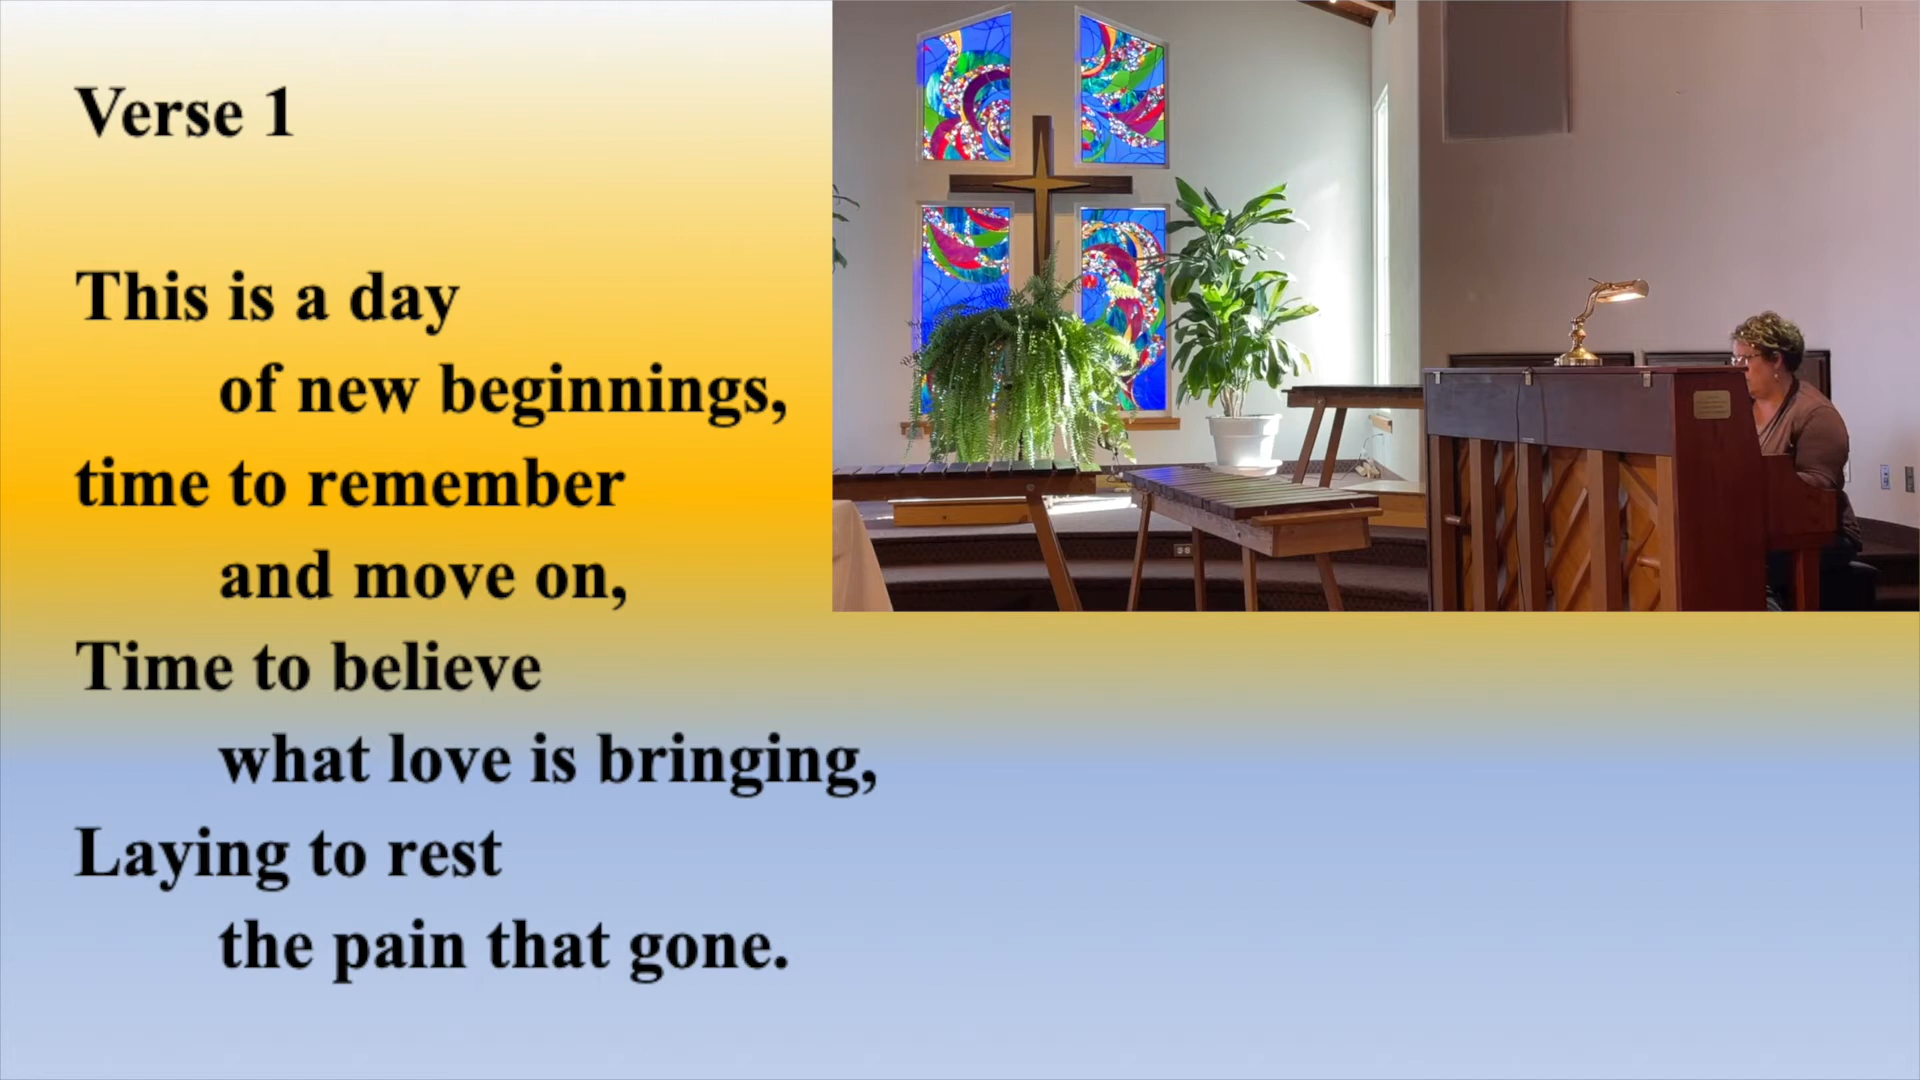 Verse 1
This is a day
of new beginnings,
time to remember
and move on,
Time to believe
what love is bringing,
Laying to rest
the pain that gone.